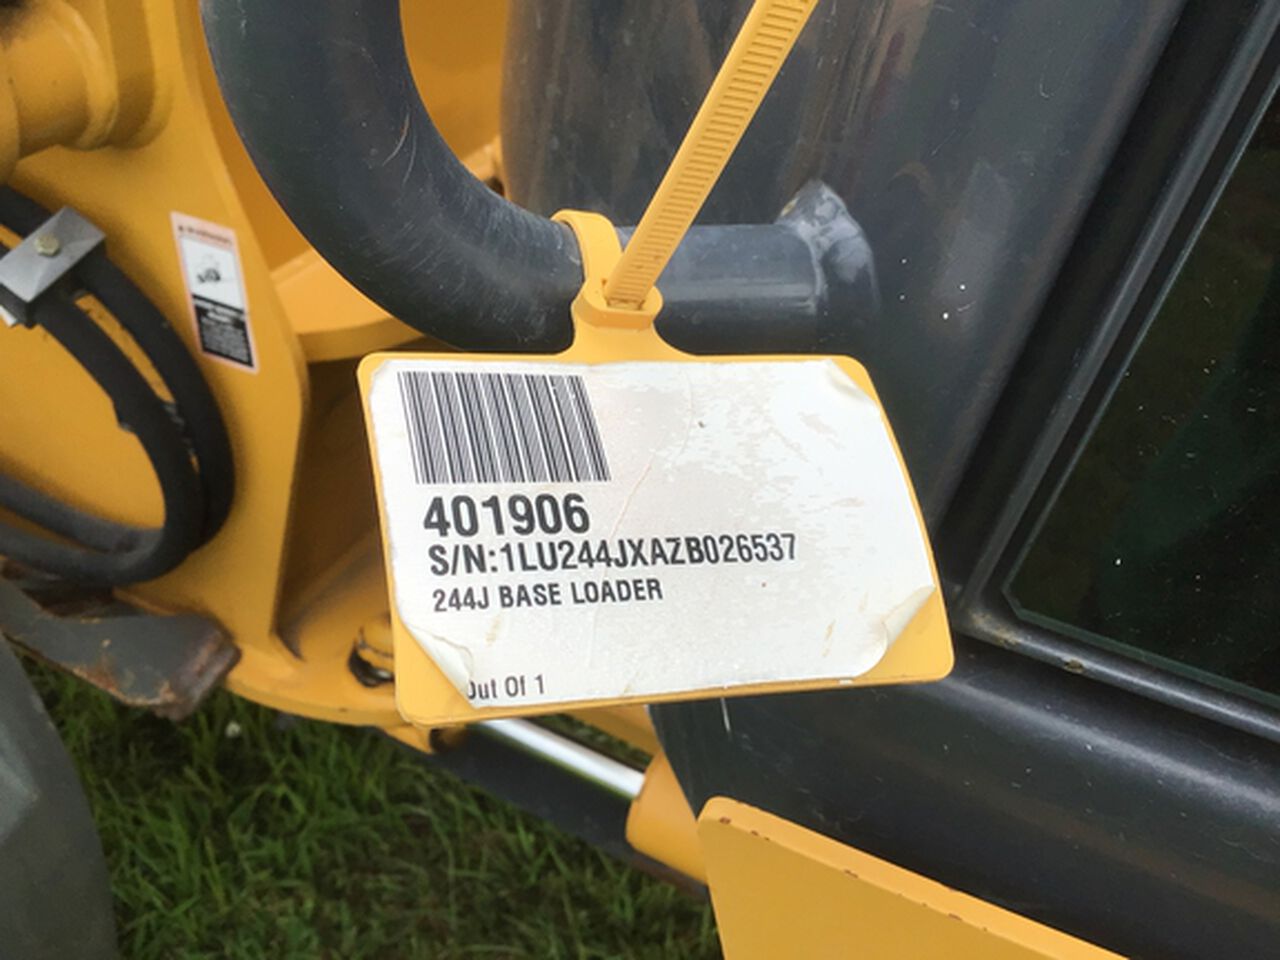 401906
S/N:1LU244JXAZB026537
244J BASE LOADER
Out Of 1